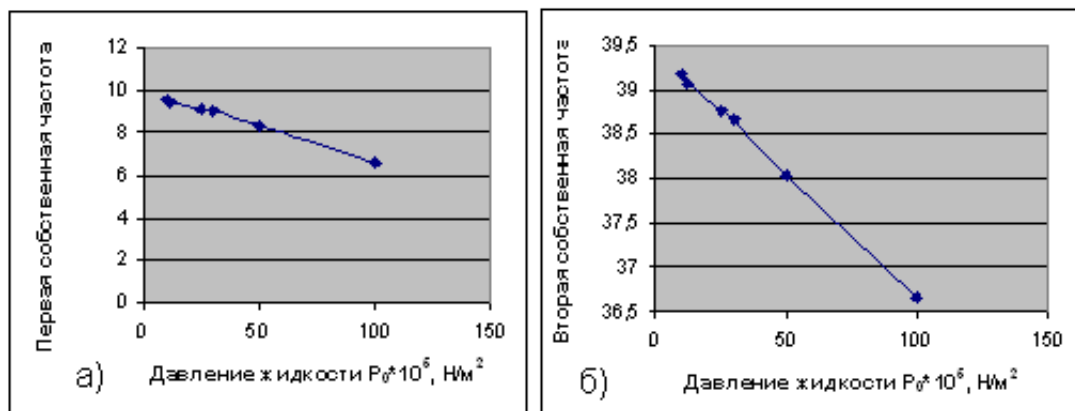 Первая собственная частота
12
10
8
6
4
2
0
0 50 100 150
а) Давление жидкости P₀*10⁶, Н/м²
Вторая собственная частота
39,5
39
38,5
38
37,5
37
36,5
0 50 100 150
б) Давление жидкости P₀*10⁶, Н/м²